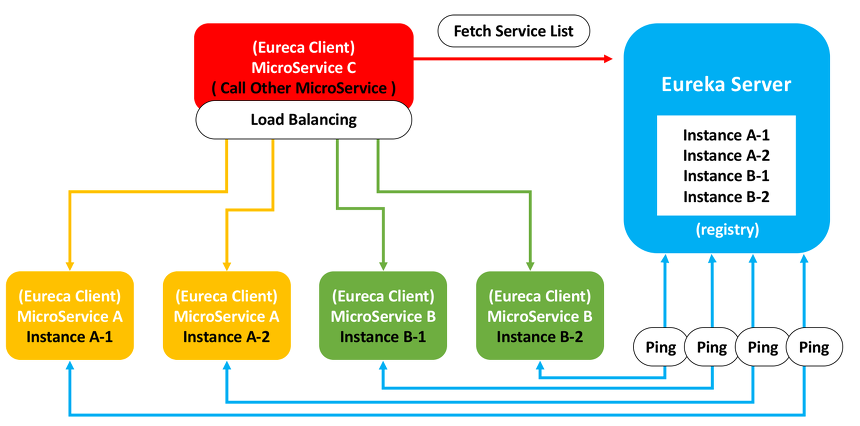 Fetch Service List
(Eureca Client)
MicroService C
( Call Other MicroService )
Load Balancing
Eureka Server
Instance A-1
Instance A-2
Instance B-1
Instance B-2
(registry)
(Eureca Client)
MicroService A
Instance A-1
(Eureca Client)
MicroService A
Instance A-2
(Eureca Client)
MicroService B
Instance B-1
(Eureca Client)
MicroService B
Instance B-2
Ping
Ping
Ping
Ping